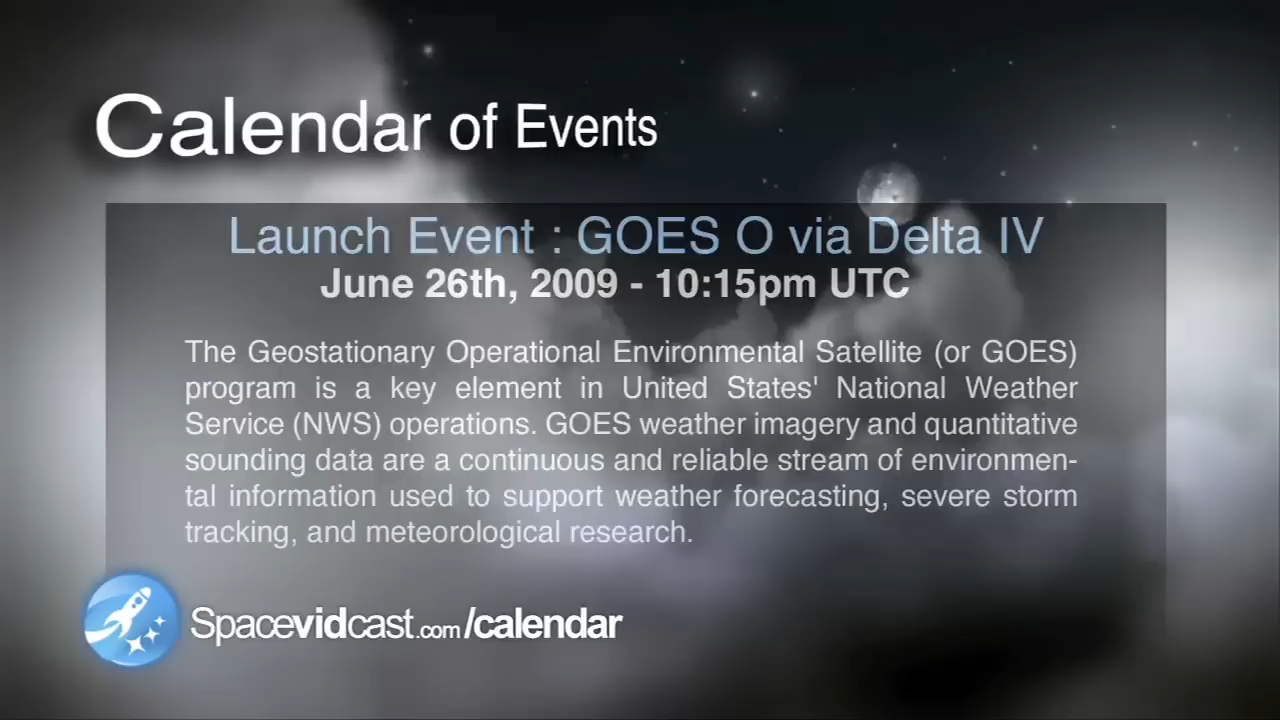 Calendar of Events
Launch Event : GOES O via Delta IV
June 26th, 2009 - 10:15pm UTC
The Geostationary Operational Environmental Satellite (or GOES)
program is a key element in United States' National Weather
Service (NWS) operations. GOES weather imagery and quantitative
sounding data are a continuous and reliable stream of environmen-
tal information used to support weather forecasting, severe storm
tracking, and meteorological research.
Spacevidcast.com/calendar